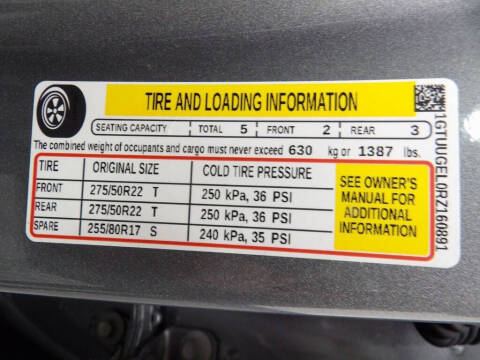 TIRE AND LOADING INFORMATION
SEATING CAPACITY TOTAL 5 FRONT 2 REAR 3
The combined weight of occupants and cargo must never exceed 630 kg or 1387 lbs.
TIRE ORIGINAL SIZE COLD TIRE PRESSURE
FRONT 275/50R22 T 250 kPa, 36 PSI
REAR 275/50R22 T 250 kPa, 36 PSI
SPARE 255/80R17 S 240 kPa, 35 PSI
SEE OWNER'S
MANUAL FOR
ADDITIONAL
INFORMATION
1GTUUGEL0RZ160891